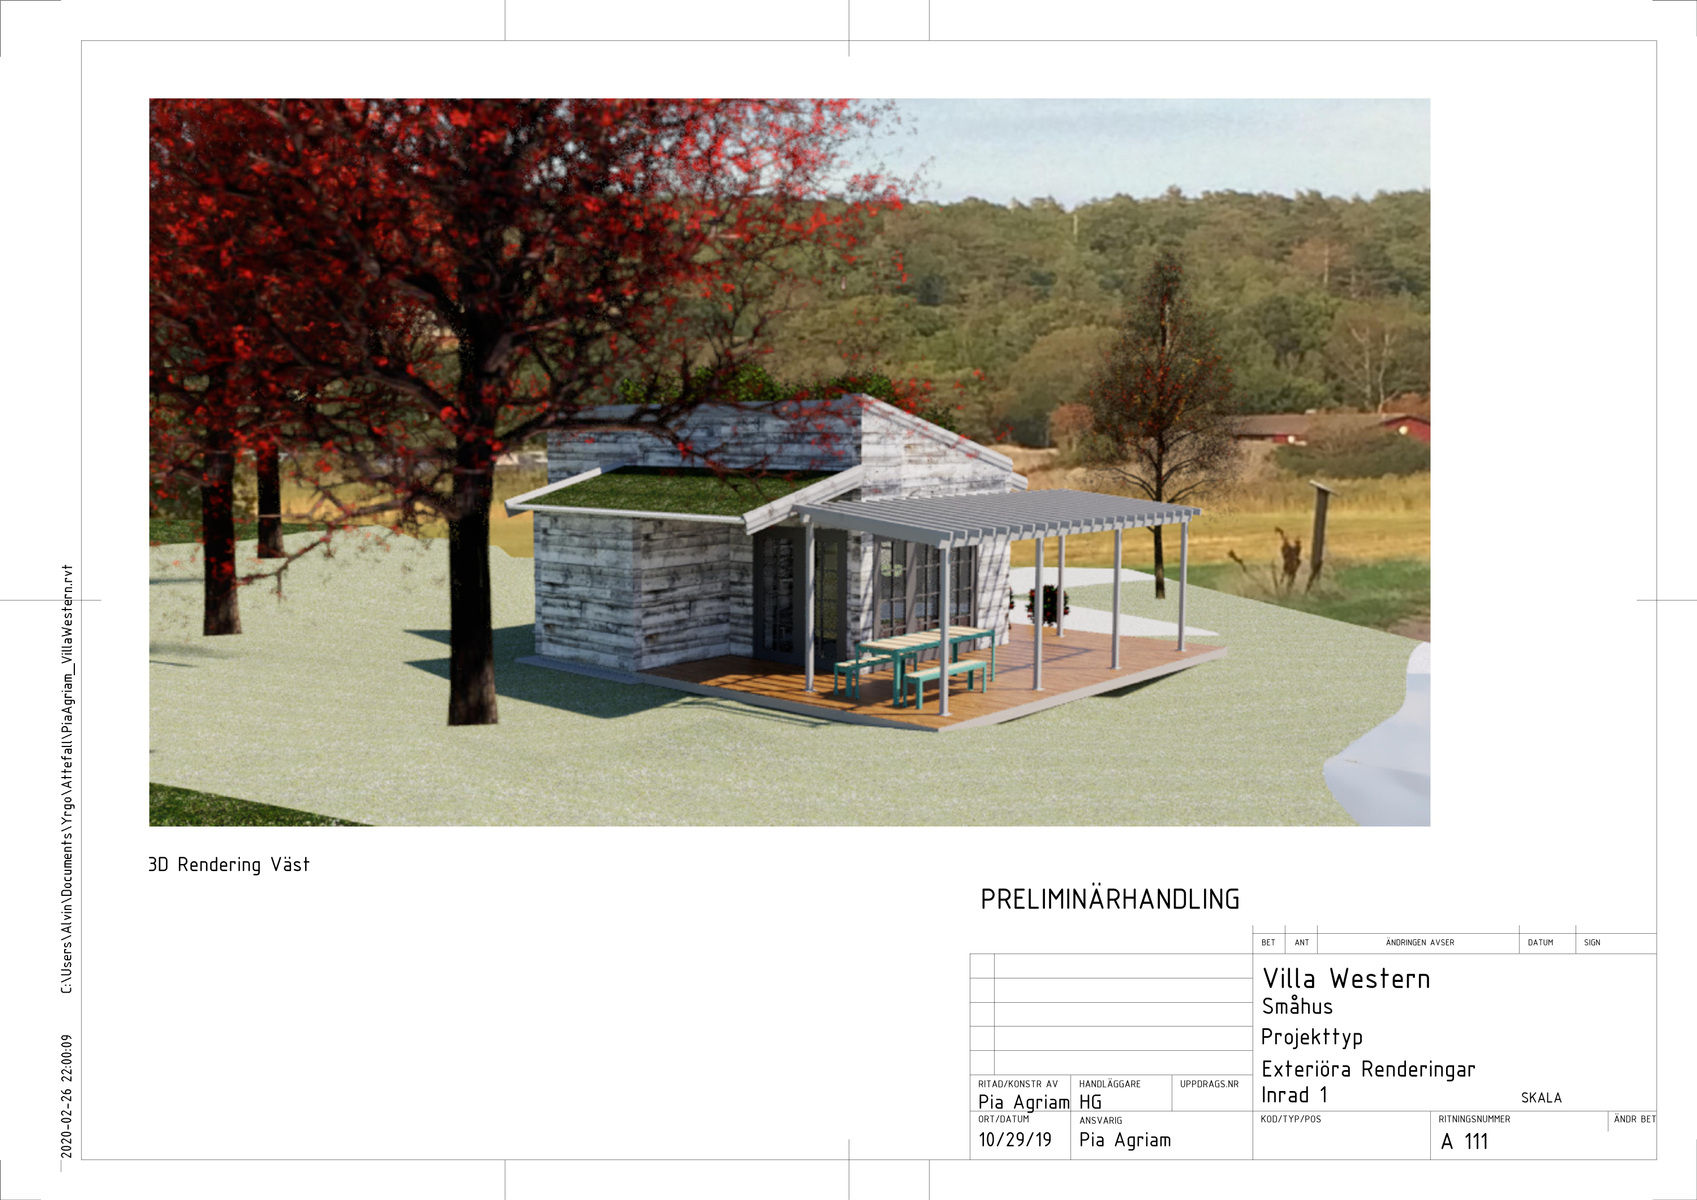 C:\Users\Alvin\Documents\Yrgo\Attefall\PiaAgriam_VillaWestern.rvt
2020-02-26 22:00:09
3D Rendering Väst
PRELIMINÄRHANDLING
BET ANT ÄNDRINGEN AVSER DATUM SIGN
Villa Western
Småhus
Projekttyp
Exteriöra Renderingar
Inrad 1
SKALA
RITAD/KONSTR AV HANDLÄGGARE UPPDRAGS.NR
Pia Agriam HG
ORT/DATUM ANSVARIG KOD/TYP/POS RITNINGSNUMMER ÄNDR BET
10/29/19 Pia Agriam A 111